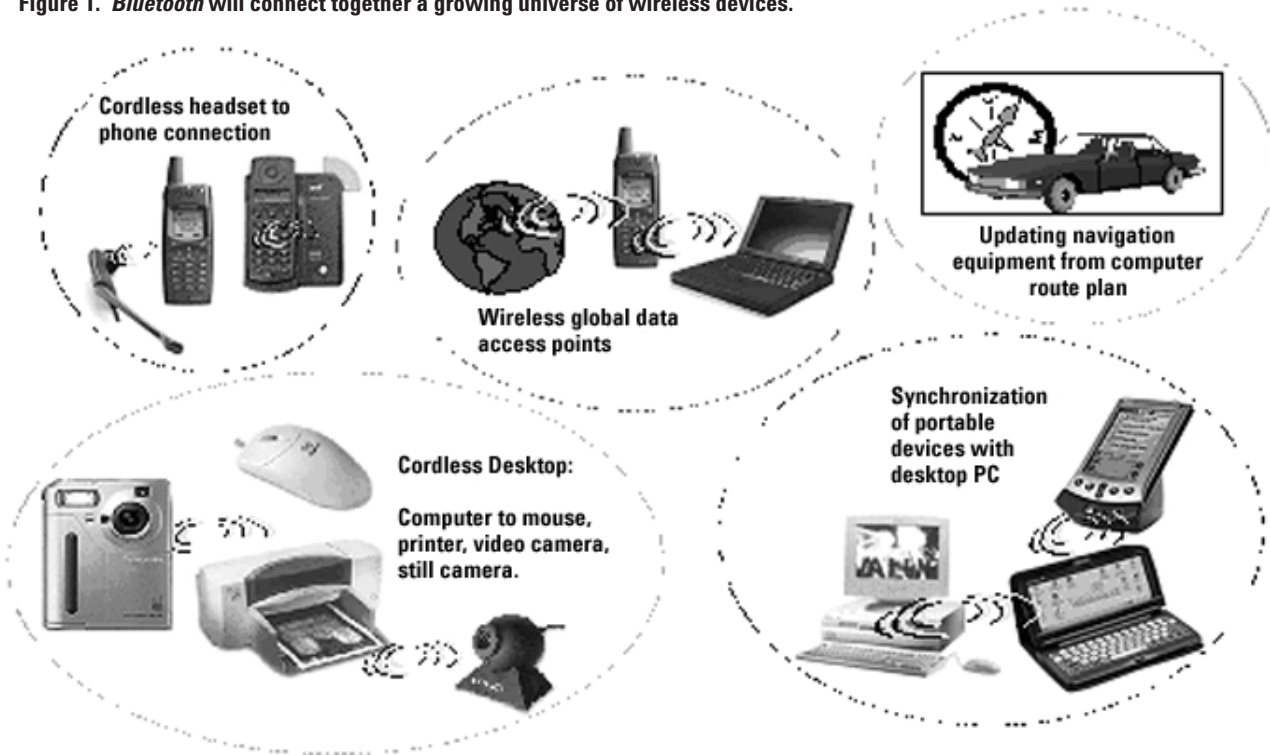 Figure 1. Bluetooth will connect together a growing universe of wireless devices.
Cordless headset to
phone connection
Wireless global data
access points
Updating navigation
equipment from computer
route plan
Cordless Desktop:
Computer to mouse,
printer, video camera,
still camera.
Synchronization
of portable
devices with
desktop PC